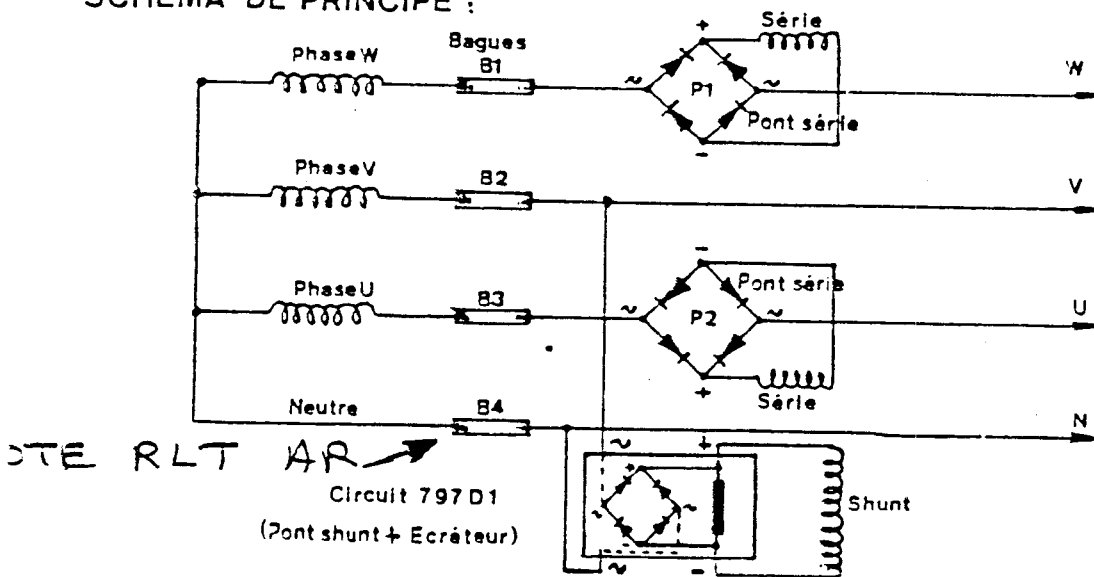 SCHEMA DE PRINCIPE :
Phase W
Bagues
B1
~
+
P1
-
~
Série
Pont série
W
Phase V
B2
V
Phase U
B3
~
-
P2
+
~
Pont série
Série
U
Neutre
B4
N
RLT AR
Circuit 797 D1
(Pont shunt + Ecréteur)
~
+
+
~
~
~
-
Shunt